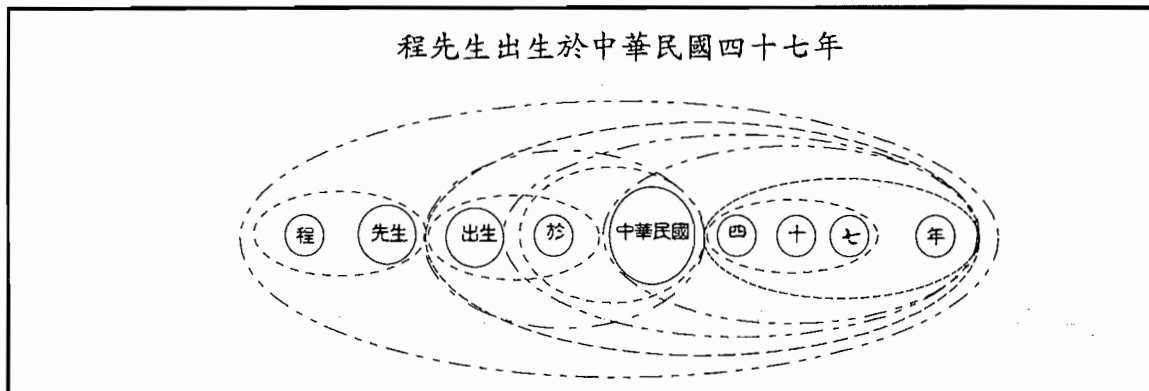 程先生出生於中華民國四十七年
程 先生 出生 於 中華民國 四 十 七 年